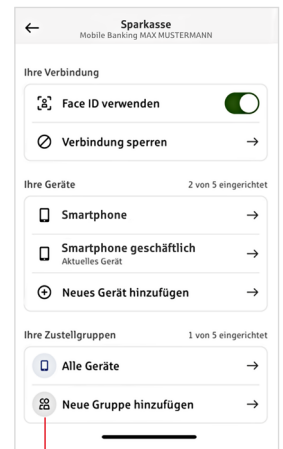 Sparkasse
Mobile Banking MAX MUSTERMANN
Ihre Verbindung
Face ID verwenden
Verbindung sperren
Ihre Geräte 2 von 5 eingerichtet
Smartphone
Smartphone geschäftlich
Aktuelles Gerät
Neues Gerät hinzufügen
Ihre Zustellgruppen 1 von 5 eingerichtet
Alle Geräte
Neue Gruppe hinzufügen